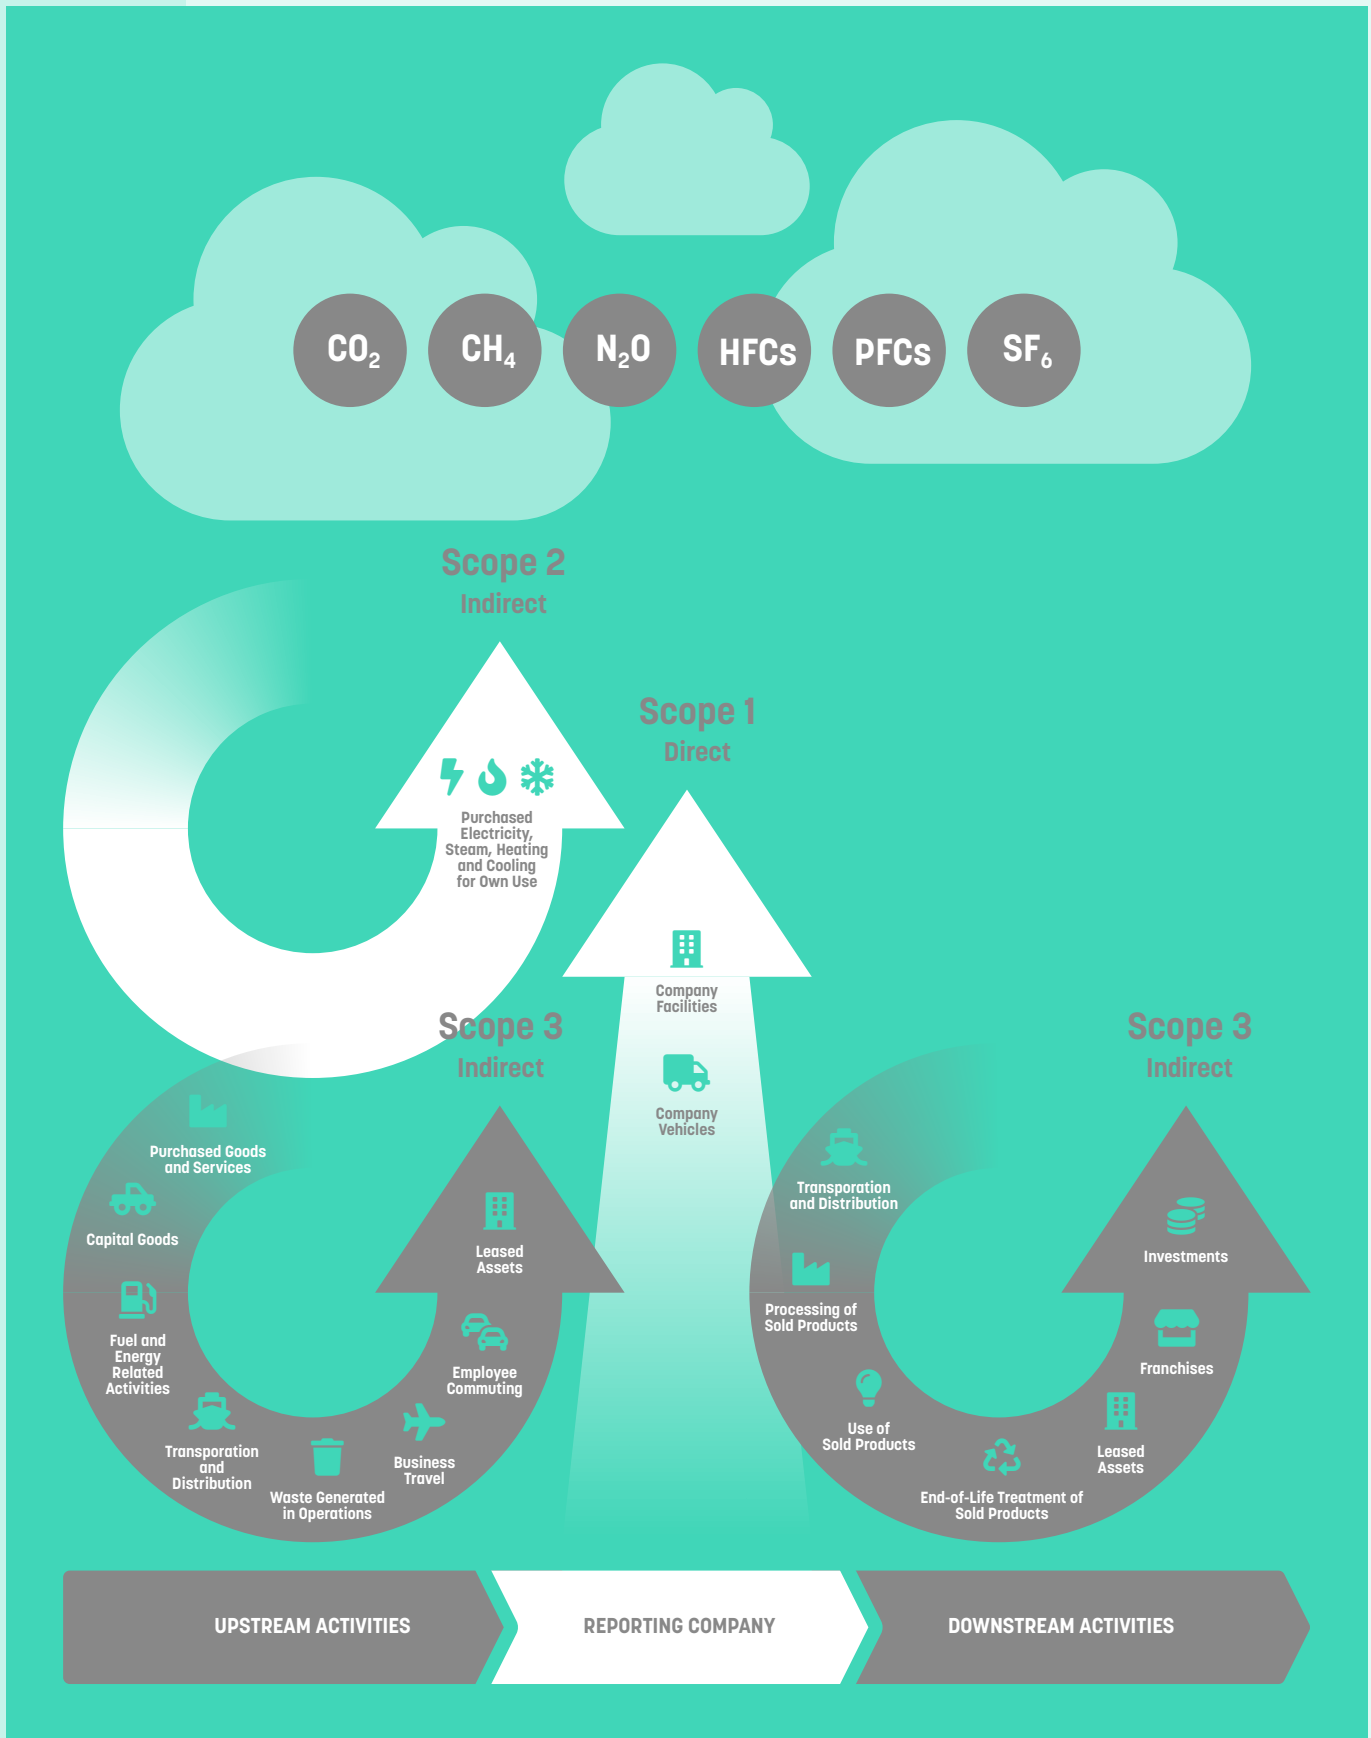 CO₂
CH₄
N₂O
HFCs
PFCs
SF₆
Scope 2
Indirect
Purchased
Electricity,
Steam, Heating
and Cooling
for Own Use
Scope 1
Direct
Company
Facilities
Company
Vehicles
Scope 3
Indirect
Purchased Goods
and Services
Capital Goods
Fuel and
Energy
Related
Activities
Transporation
and
Distribution
Waste Generated
in Operations
Business
Travel
Employee
Commuting
Leased
Assets
Scope 3
Indirect
Transporation
and Distribution
Processing of
Sold Products
Use of
Sold Products
End-of-Life Treatment of
Sold Products
Leased
Assets
Franchises
Investments
UPSTREAM ACTIVITIES
REPORTING COMPANY
DOWNSTREAM ACTIVITIES